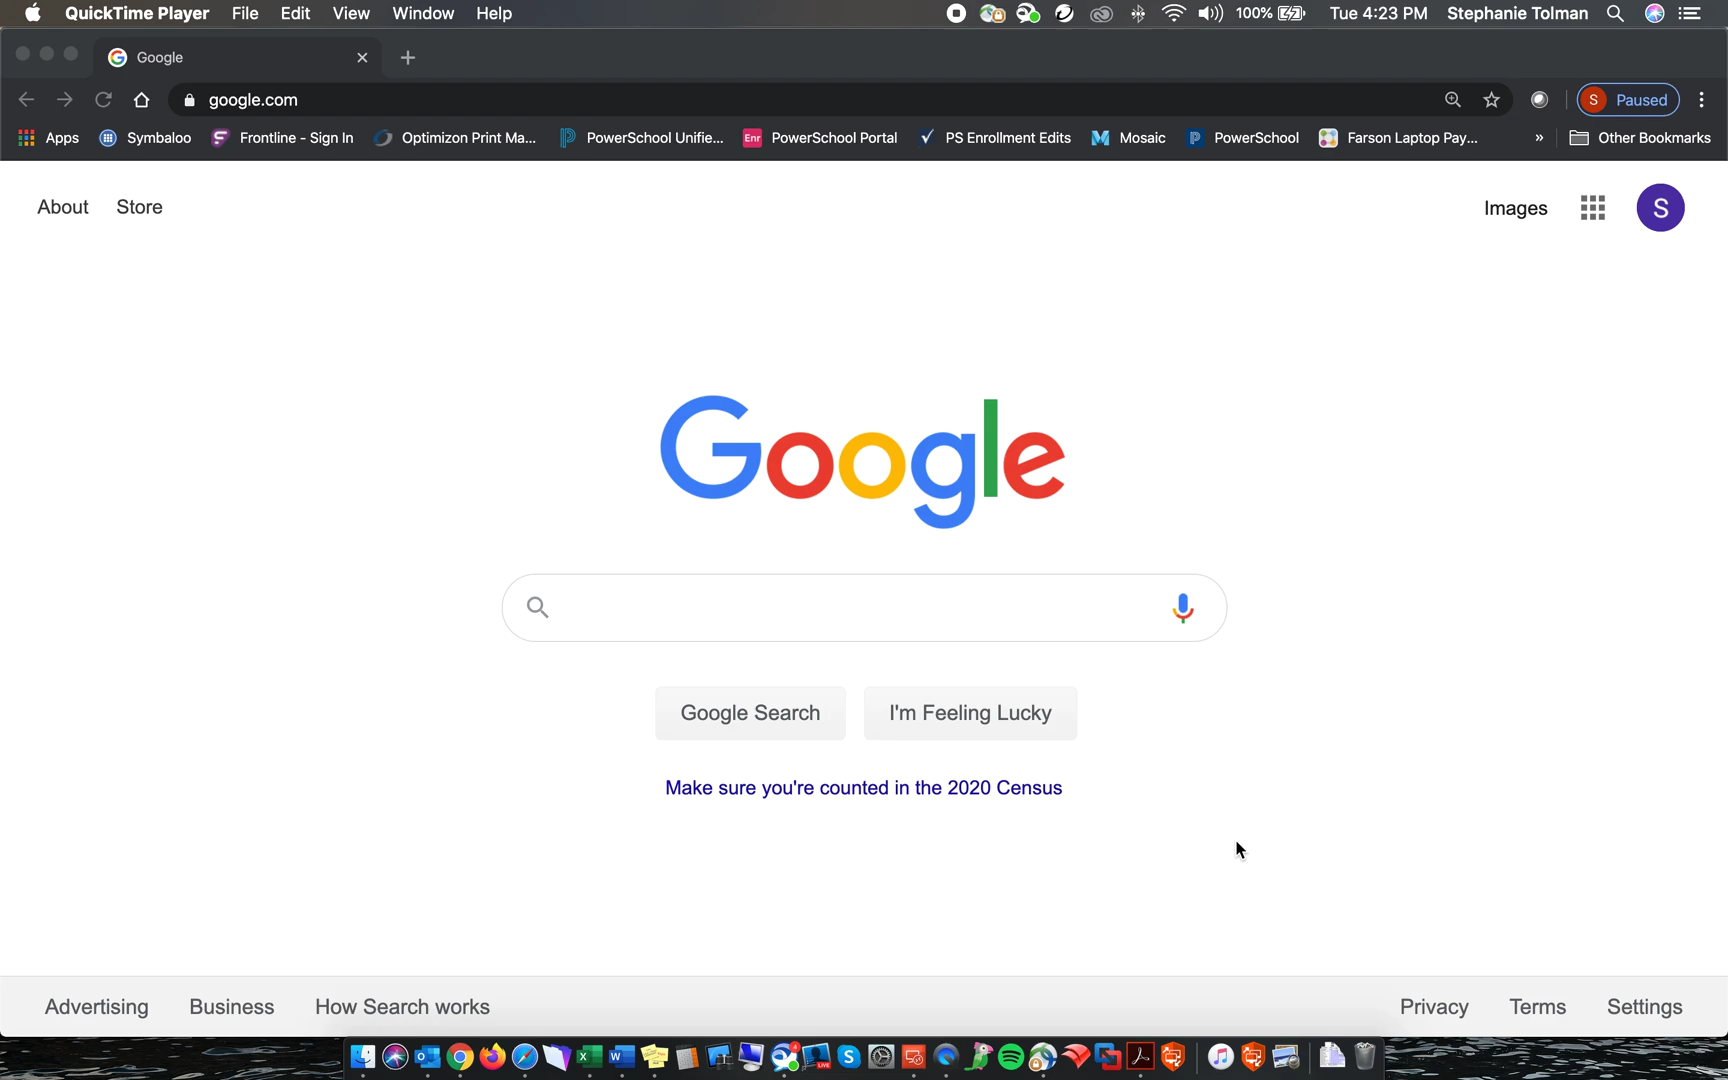 QuickTime Player File Edit View Window Help 100% Tue 4:23 PM Stephanie Tolman
Google
google.com S Paused
Apps Symbaloo Frontline - Sign In Optimizon Print Ma... PowerSchool Unifie... Enr PowerSchool Portal PS Enrollment Edits Mosaic PowerSchool Farson Laptop Pay... » Other Bookmarks
About Store Images S
Google
Google Search I'm Feeling Lucky
Make sure you're counted in the 2020 Census
Advertising Business How Search works Privacy Terms Settings